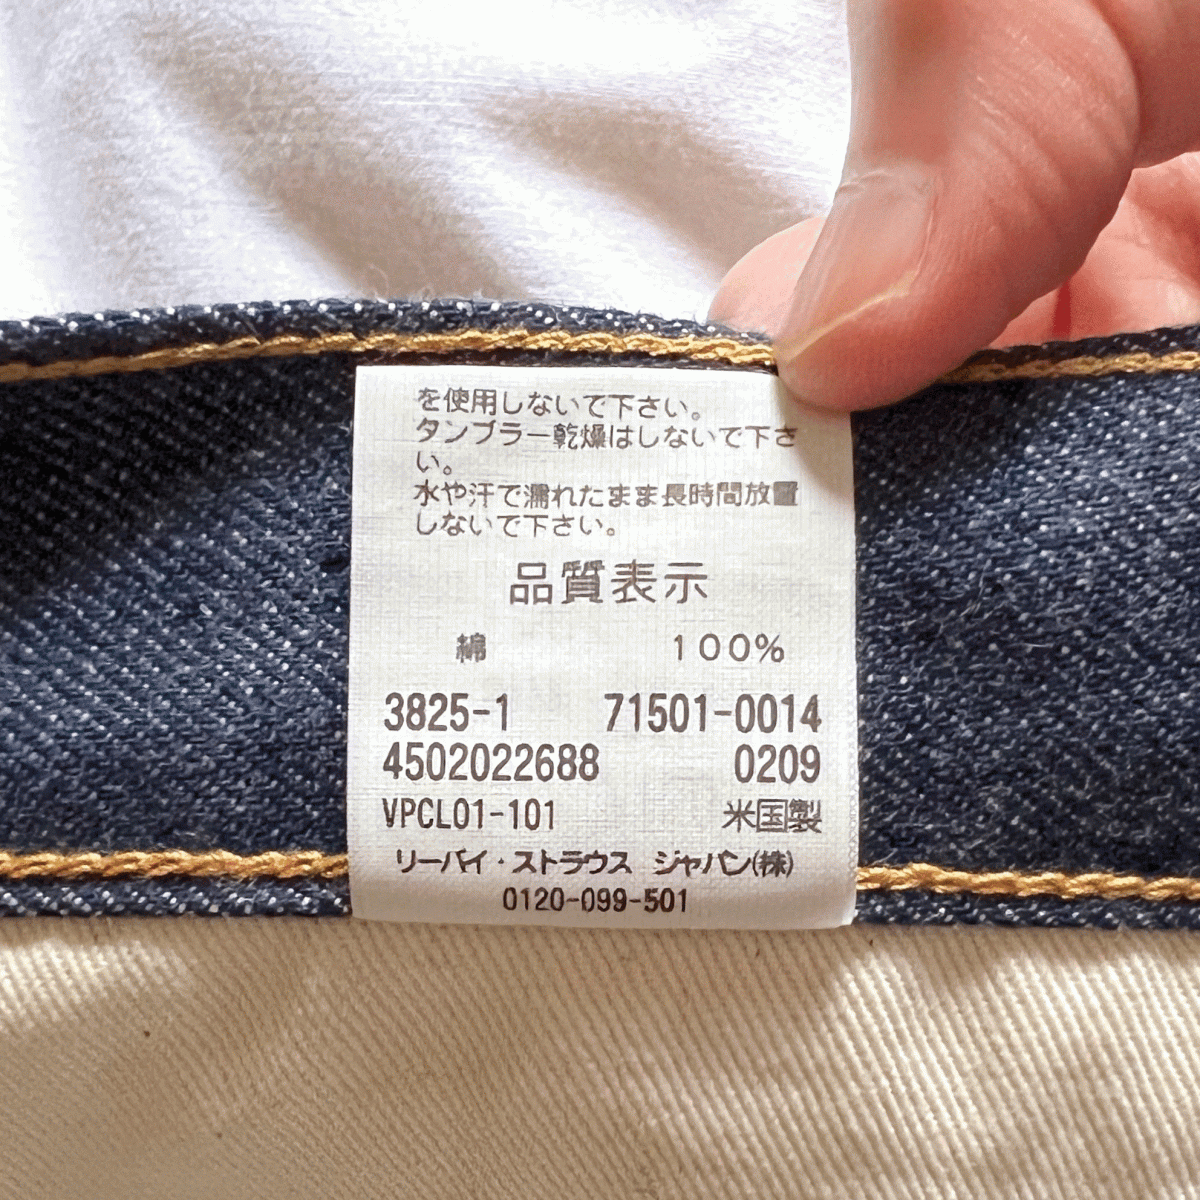 を使用しないで下さい。
タンブラー乾燥はしないで下さ
い。
水や汗で濡れたまま長時間放置
しないで下さい。
品質表示
綿 100%
3825-1 71501-0014
4502022688 0209
VPCL01-101 米国製
リーバイ・ストラウス ジャパン(株)
0120-099-501